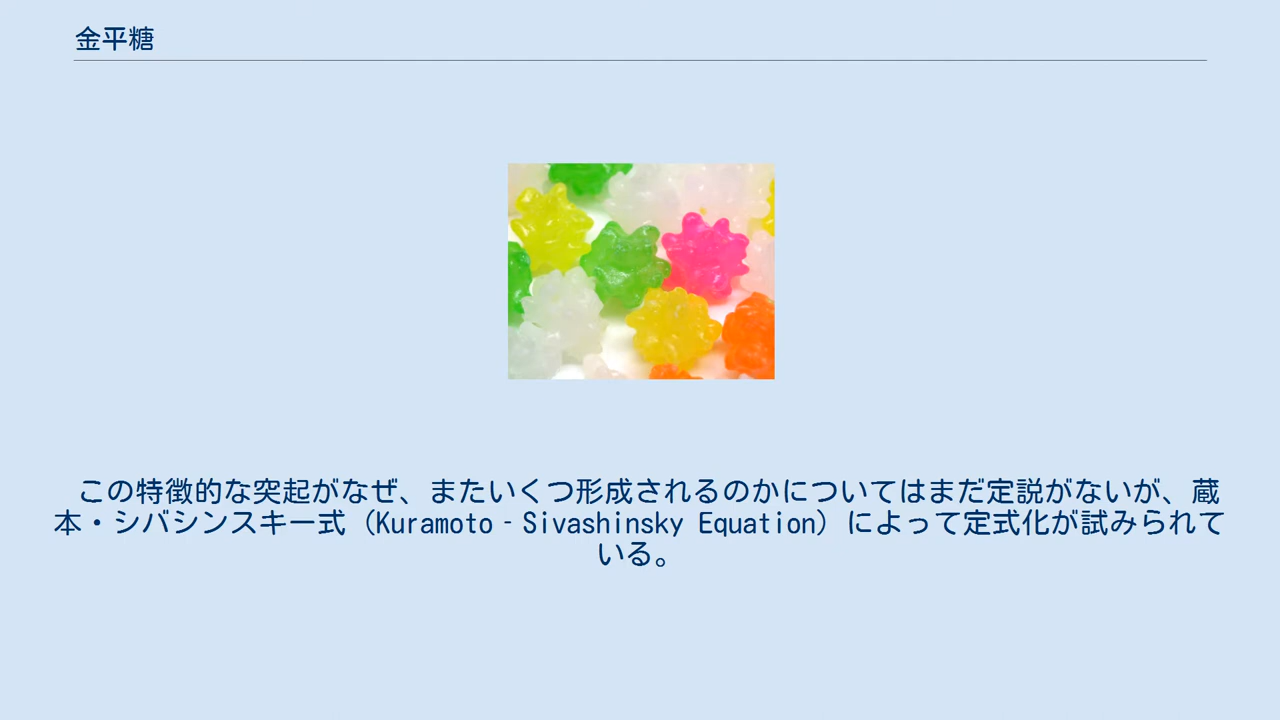 金平糖
この特徴的な突起がなぜ、またいくつ形成されるのかについてはまだ定説がないが、蔵
本・シバシンスキー式（Kuramoto‐Sivashinsky Equation）によって定式化が試みられて
いる。